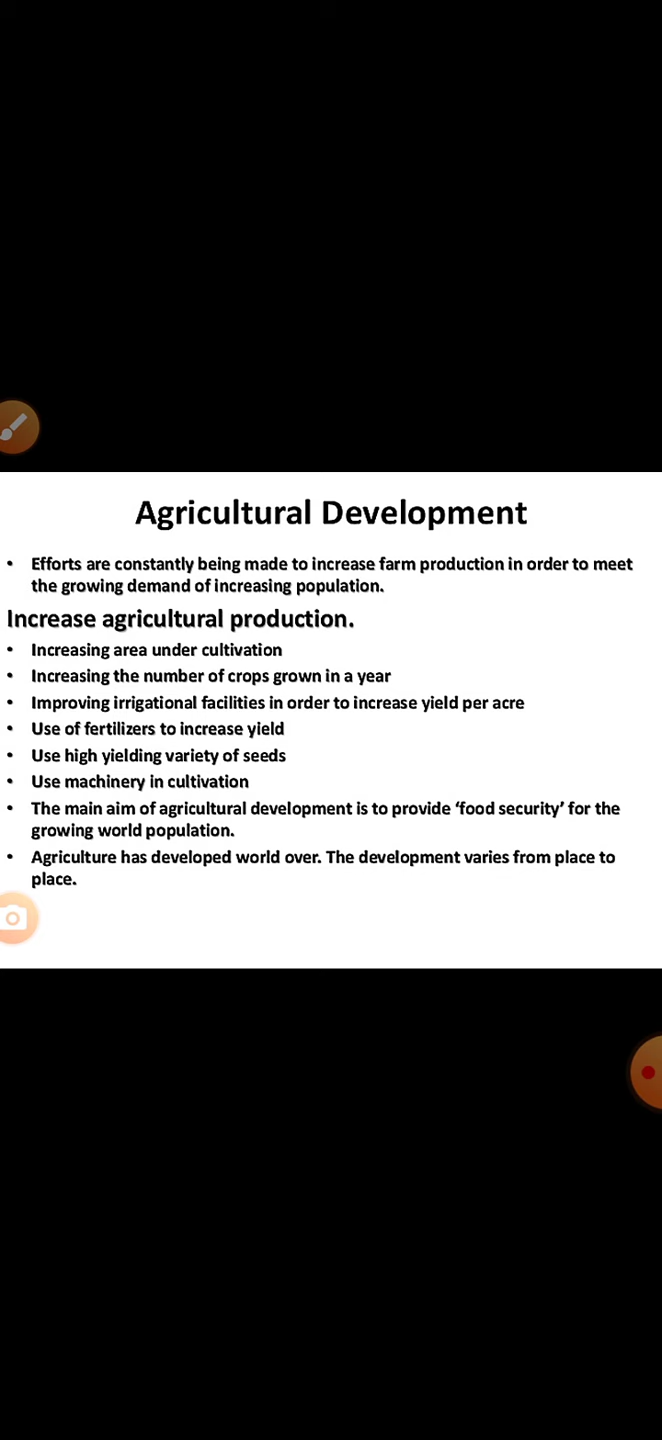 Agricultural Development
• Efforts are constantly being made to increase farm production in order to meet
the growing demand of increasing population.
Increase agricultural production.
• Increasing area under cultivation
• Increasing the number of crops grown in a year
• Improving irrigational facilities in order to increase yield per acre
• Use of fertilizers to increase yield
• Use high yielding variety of seeds
• Use machinery in cultivation
• The main aim of agricultural development is to provide ‘food security’ for the
growing world population.
• Agriculture has developed world over. The development varies from place to
place.